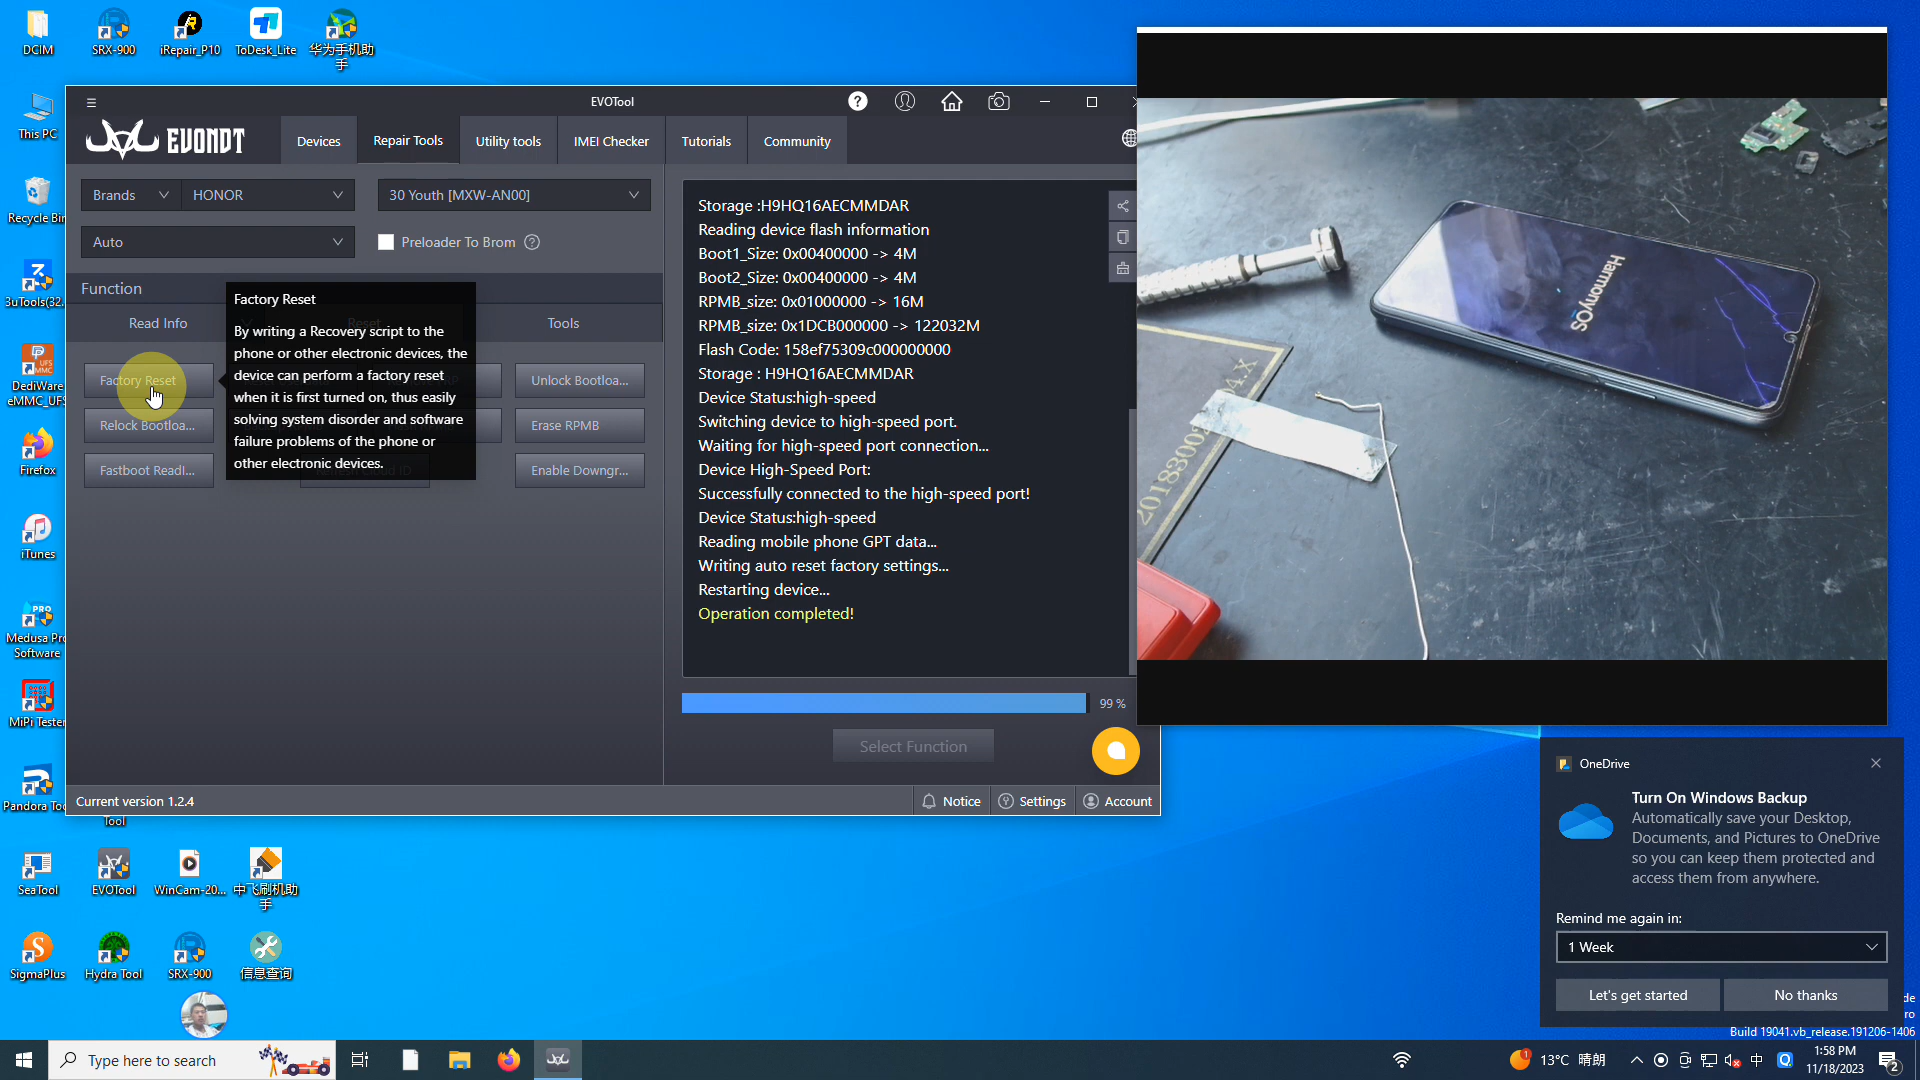 DCIM
SRX-900
iRepair_P10
ToDesk_Lite
华为手机助
手
This PC
Recycle Bin
3uTools(32.
DediWare
eMMC_UFS
Firefox
iTunes
Medusa Pro
Software
MiPi Tester
Pandora Too
Tool
SeaTool
EVOTool
WinCam-20...
中飞刷机助
手
SigmaPlus
Hydra Tool
SRX-900
信息查询
EVOTool
EVONDT
Devices
Repair Tools
Utility tools
IMEI Checker
Tutorials
Community
Brands
HONOR
30 Youth [MXW-AN00]
Auto
Preloader To Brom
Function
Read Info
Reset
Tools
Factory Reset
Unlock Bootloa...
Relock Bootloa...
Erase RPMB
Fastboot ReadI...
Enable Downgr...
Factory Reset
By writing a Recovery script to the
phone or other electronic devices, the
device can perform a factory reset
when it is first turned on, thus easily
solving system disorder and software
failure problems of the phone or
other electronic devices.
Storage :H9HQ16AECMMDAR
Reading device flash information
Boot1_Size: 0x00400000 -> 4M
Boot2_Size: 0x00400000 -> 4M
RPMB_size: 0x01000000 -> 16M
RPMB_size: 0x1DCB000000 -> 122032M
Flash Code: 158ef75309c000000000
Storage : H9HQ16AECMMDAR
Device Status:high-speed
Switching device to high-speed port.
Waiting for high-speed port connection...
Device High-Speed Port:
Successfully connected to the high-speed port!
Device Status:high-speed
Reading mobile phone GPT data...
Writing auto reset factory settings...
Restarting device...
Operation completed!
99 %
Select Function
Current version 1.2.4
Notice
Settings
Account
HarmonyOS
OneDrive
Turn On Windows Backup
Automatically save your Desktop,
Documents, and Pictures to OneDrive
so you can keep them protected and
access them from anywhere.
Remind me again in:
1 Week
Let's get started
No thanks
de
ro
Build 19041.vb_release.191206-1406
Type here to search
13°C 晴朗
中
1:58 PM
11/18/2023
2